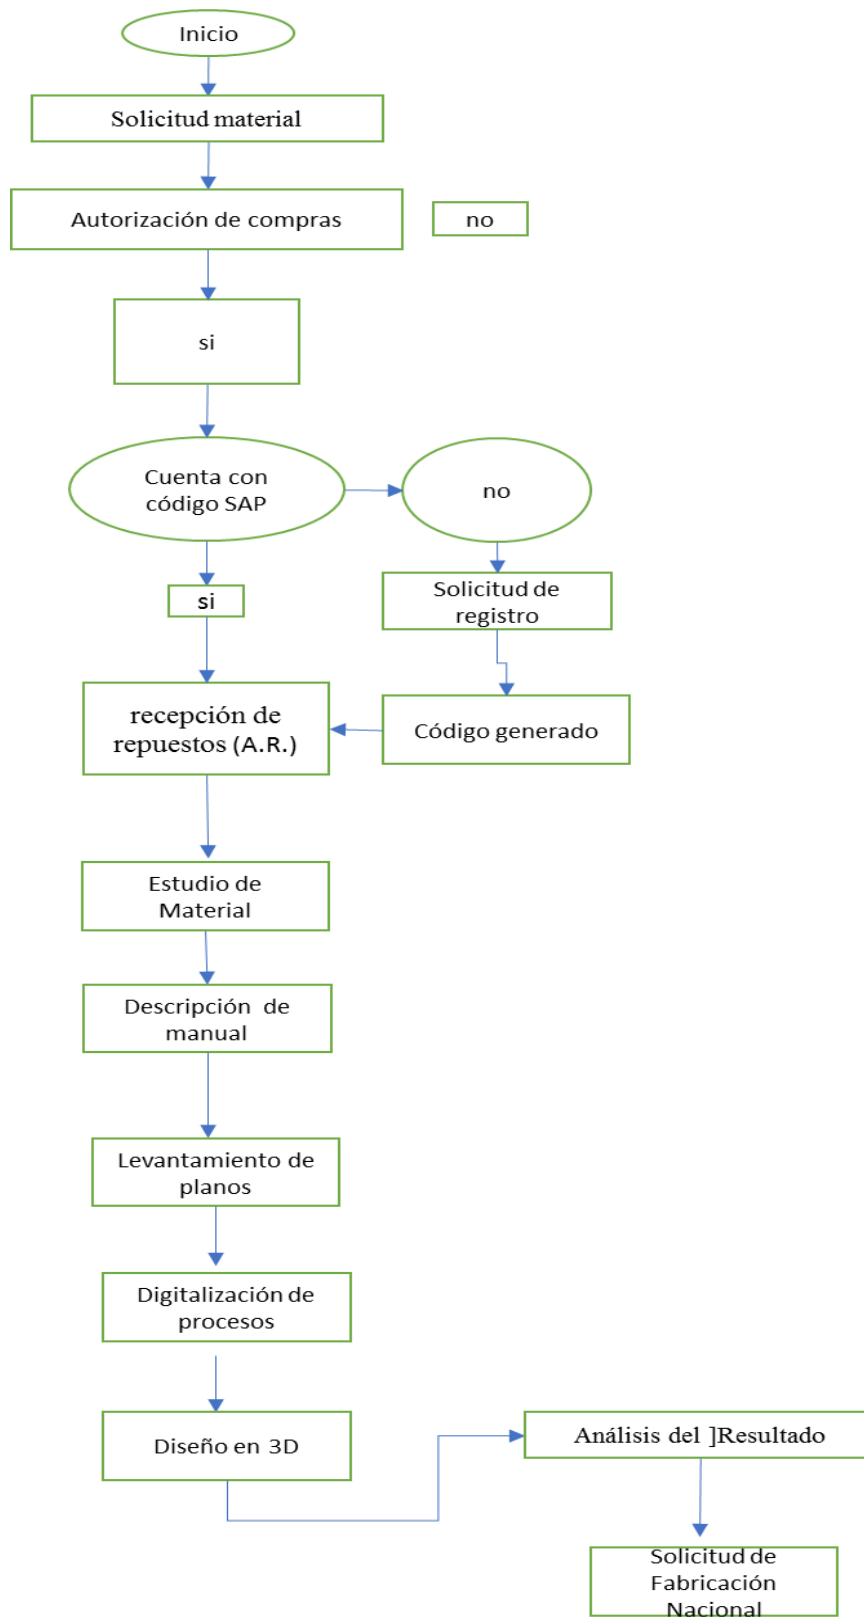 Inicio
Solicitud material
Autorización de compras
no
si
Cuenta con
código SAP
no
si
Solicitud de
registro
recepción de
repuestos (A.R.)
Código generado
Estudio de
Material
Descripción de
manual
Levantamiento de
planos
Digitalización de
procesos
Diseño en 3D
Análisis del ]Resultado
Solicitud de
Fabricación
Nacional